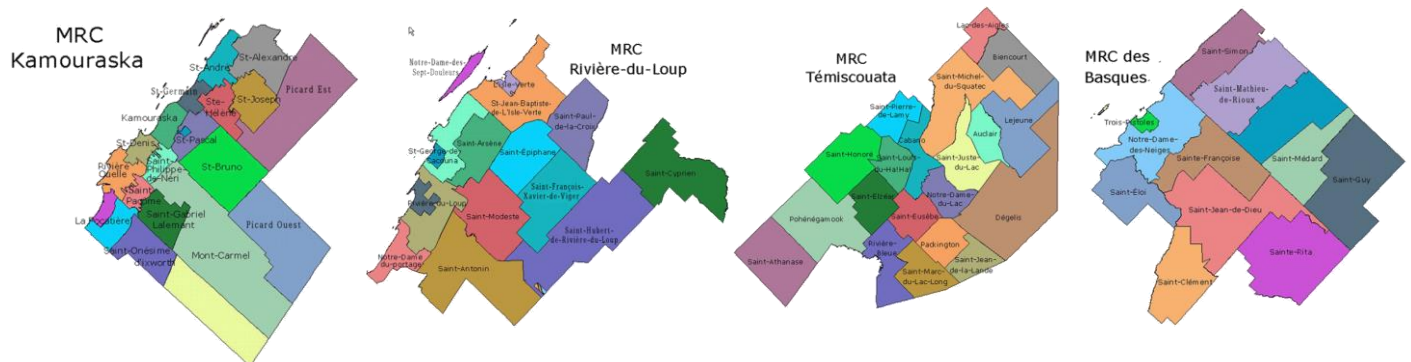 MRC
Kamouraska
St-Alexandre
St-André
Picard Est
St-Germain
Ste-
Hélène
St-Joseph
Kamouraska
St-Pascal
St-Denis
St-Bruno
Rivière
Ouelle
Saint-
Philippe-
de-Néri
Saint
Pacôme
La Pocatière
Saint-Gabriel
Lalemant
Picard Ouest
Saint-Onésime
d'Ixworth
Mont-Carmel
MRC
Rivière-du-Loup
Notre-Dame-des-
Sept-Douleurs
L'Isle-Verte
St-Jean-Baptiste-
de-L'Isle-Verte
Saint-Paul-
de-la-Croix
Saint-Arsène
St-George-de-
Cacouna
Saint-Épiphane
Saint-Cuprien
Saint-François-
Xavier-de-Viger
Rivière-du-Loup
Saint-Modeste
Saint-Hubert-
de-Rivière-du-Loup
Notre-Dame
du-portage
Saint-Antonin
MRC
Témiscouata
Lac-des-Aigles
Biencourt
Saint-Michel-
du-Squatec
Saint-Pierre-
de-Lamy
Lejeune
Auclair
Cabano
Saint-Honoré
Saint-Louis-
du-Ha!Ha!
Saint-Juste-
du-Lac
Saint-Elzéar
Notre-Dame-
du-Lac
Pohénégamook
Saint-Eusèbe
Dégelis
Rivière-
Bleue
Packington
Saint-Athanase
Saint-Marc-
du-Lac-Long
Saint-Jean-
de-la-Lande
MRC des
Basques
Saint-Simon
Saint-Mathieu-
de-Rioux
Trois-Pistoles
Notre-Dame-
des-Neiges
Sainte-Françoise
Saint-Médard
Saint-Guy
Saint-Éloi
Saint-Jean-de-Dieu
Sainte-Rita
Saint-Clément